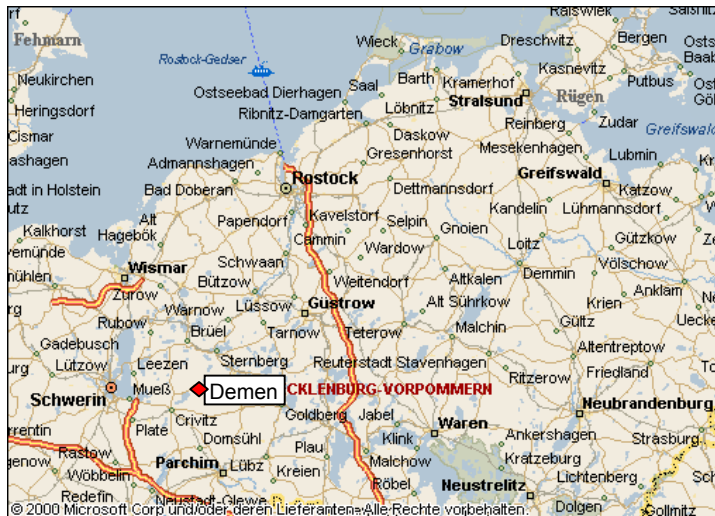 Fehmarn
Wieck
Grabow
Dreschvitz
Bergen
Rostock-Gedser
Saal
Barth
Kramerhof
Kasnevitz
Putbus
Neukirchen
Ostseebad Dierhagen
Löbnitz
Stralsund
Rügen
Heringsdorf
Ribnitz-Damgarten
Reinberg
Zudar
Cismar
Warnemünde
Daskow
Greifswald
Admannshagen
Gresenhorst
Mesekenhagen
Lubmin
Rostock
Greifswald
Bad Doberan
Dettmannsdorf
Katzow
Papendorf
Kavelstorf
Selpin
Kandelin
Lühmannsdorf
Kalkhorst
Alt
Hagebök
Cammin
Gnoien
Schwaan
Wardow
Loitz
Gützkow
Wismar
Völschow
Bützow
Weitendorf
Altkalen
Demmin
Zurow
Warnow
Lüssow
Güstrow
Alt Sührkow
Krien
Anklam
Rubow
Brüel
Tarnow
Teterow
Malchin
Gültz
Gadebusch
Altentreptow
Lützow
Leezen
Sternberg
Reuterstadt Stavenhagen
Ritzerow
Friedland
Mueß
Demen
CKLENBURG-VORPOMMERN
Schwerin
Goldberg
Jabel
Neubrandenburg
Crivitz
Plate
Domsühl
Plau
Klink
Waren
Ankershagen
Strasburg
Rastow
Parchim
Lübz
Krien
Malchow
Kratzeburg
Wöbbelin
Röbel
Lichtenberg
Redefin
Neustadt-Glewe
Neustrelitz
Dolgen
© 2000 Microsoft Corp und/oder deren Lieferanten. Alle Rechte vorbehalten.